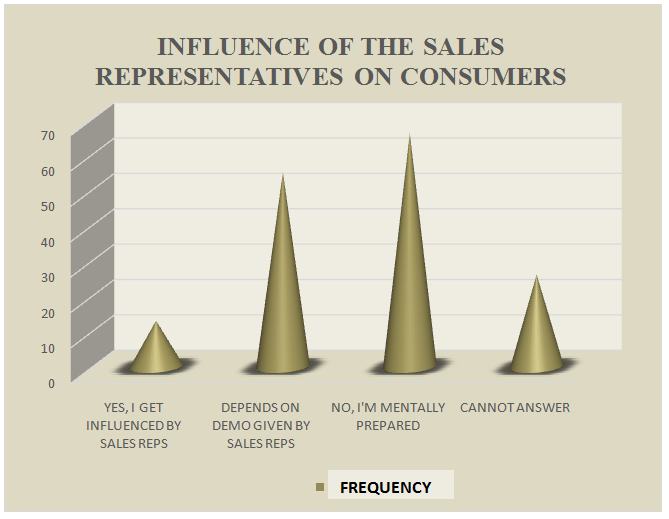 INFLUENCE OF THE SALES
REPRESENTATIVES ON CONSUMERS
70
60
50
40
30
20
10
0
YES, I GET
INFLUENCED BY
SALES REPS
DEPENDS ON
DEMO GIVEN BY
SALES REPS
NO, I'M MENTALLY
PREPARED
CANNOT ANSWER
FREQUENCY